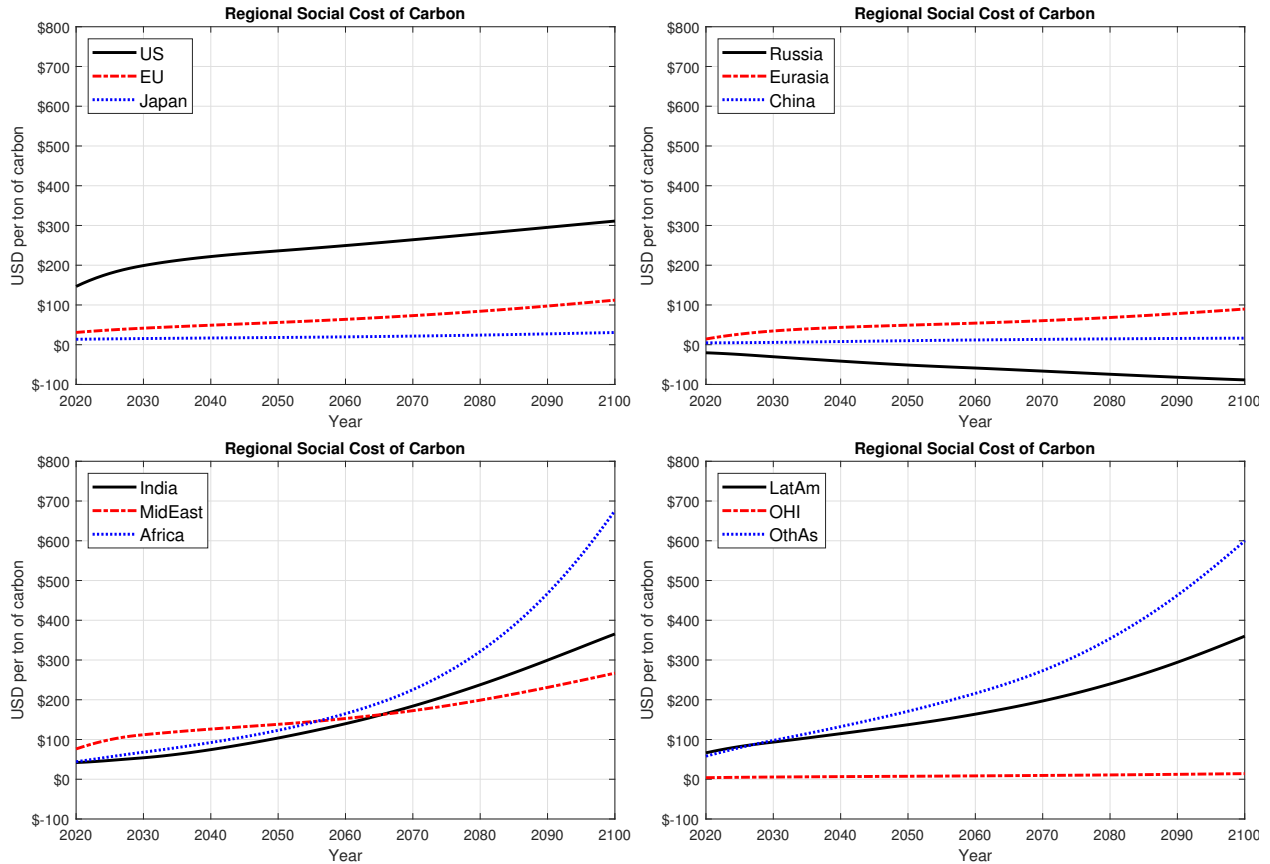 Regional Social Cost of Carbon
$800
$700
$600
$500
$400
$300
$200
$100
$0
$-100
USD per ton of carbon
US
EU
Japan
2020 2030 2040 2050 2060 2070 2080 2090 2100
Year
Regional Social Cost of Carbon
$800
$700
$600
$500
$400
$300
$200
$100
$0
$-100
USD per ton of carbon
Russia
Eurasia
China
2020 2030 2040 2050 2060 2070 2080 2090 2100
Year
Regional Social Cost of Carbon
$800
$700
$600
$500
$400
$300
$200
$100
$0
$-100
USD per ton of carbon
India
MidEast
Africa
2020 2030 2040 2050 2060 2070 2080 2090 2100
Year
Regional Social Cost of Carbon
$800
$700
$600
$500
$400
$300
$200
$100
$0
$-100
USD per ton of carbon
LatAm
OHI
OthAs
2020 2030 2040 2050 2060 2070 2080 2090 2100
Year